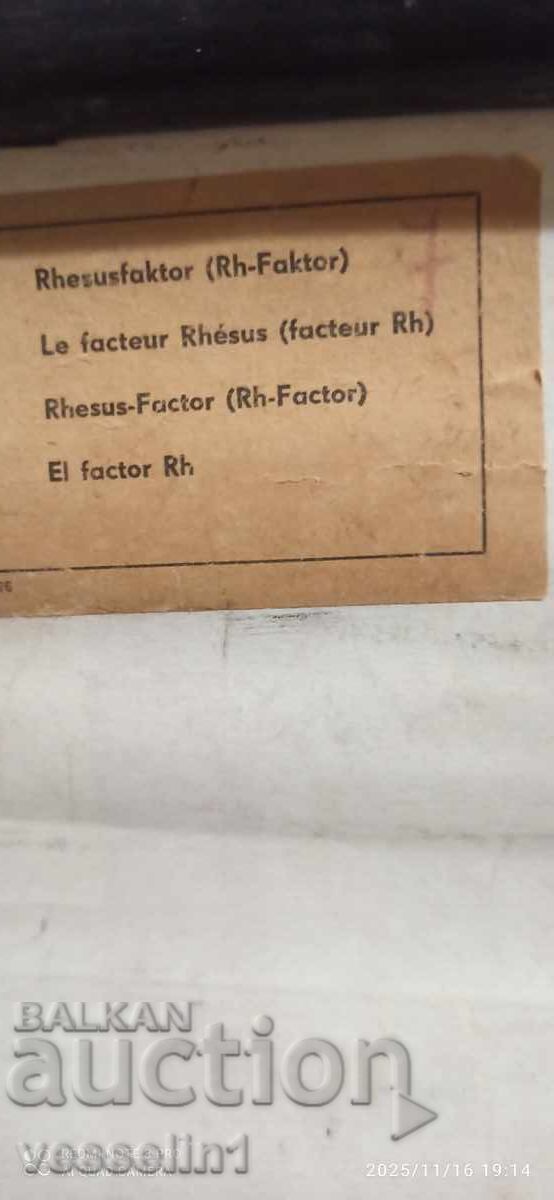 Rhesusfaktor (Rh-Faktor)
Le facteur Rhésus (facteur Rh)
Rhesus-Factor (Rh-Factor)
El factor Rh
BALKAN
auction
vesselin1
REDMI NOTE 8 PRO
AI QUAD CAMERA
2025/11/16 19:14